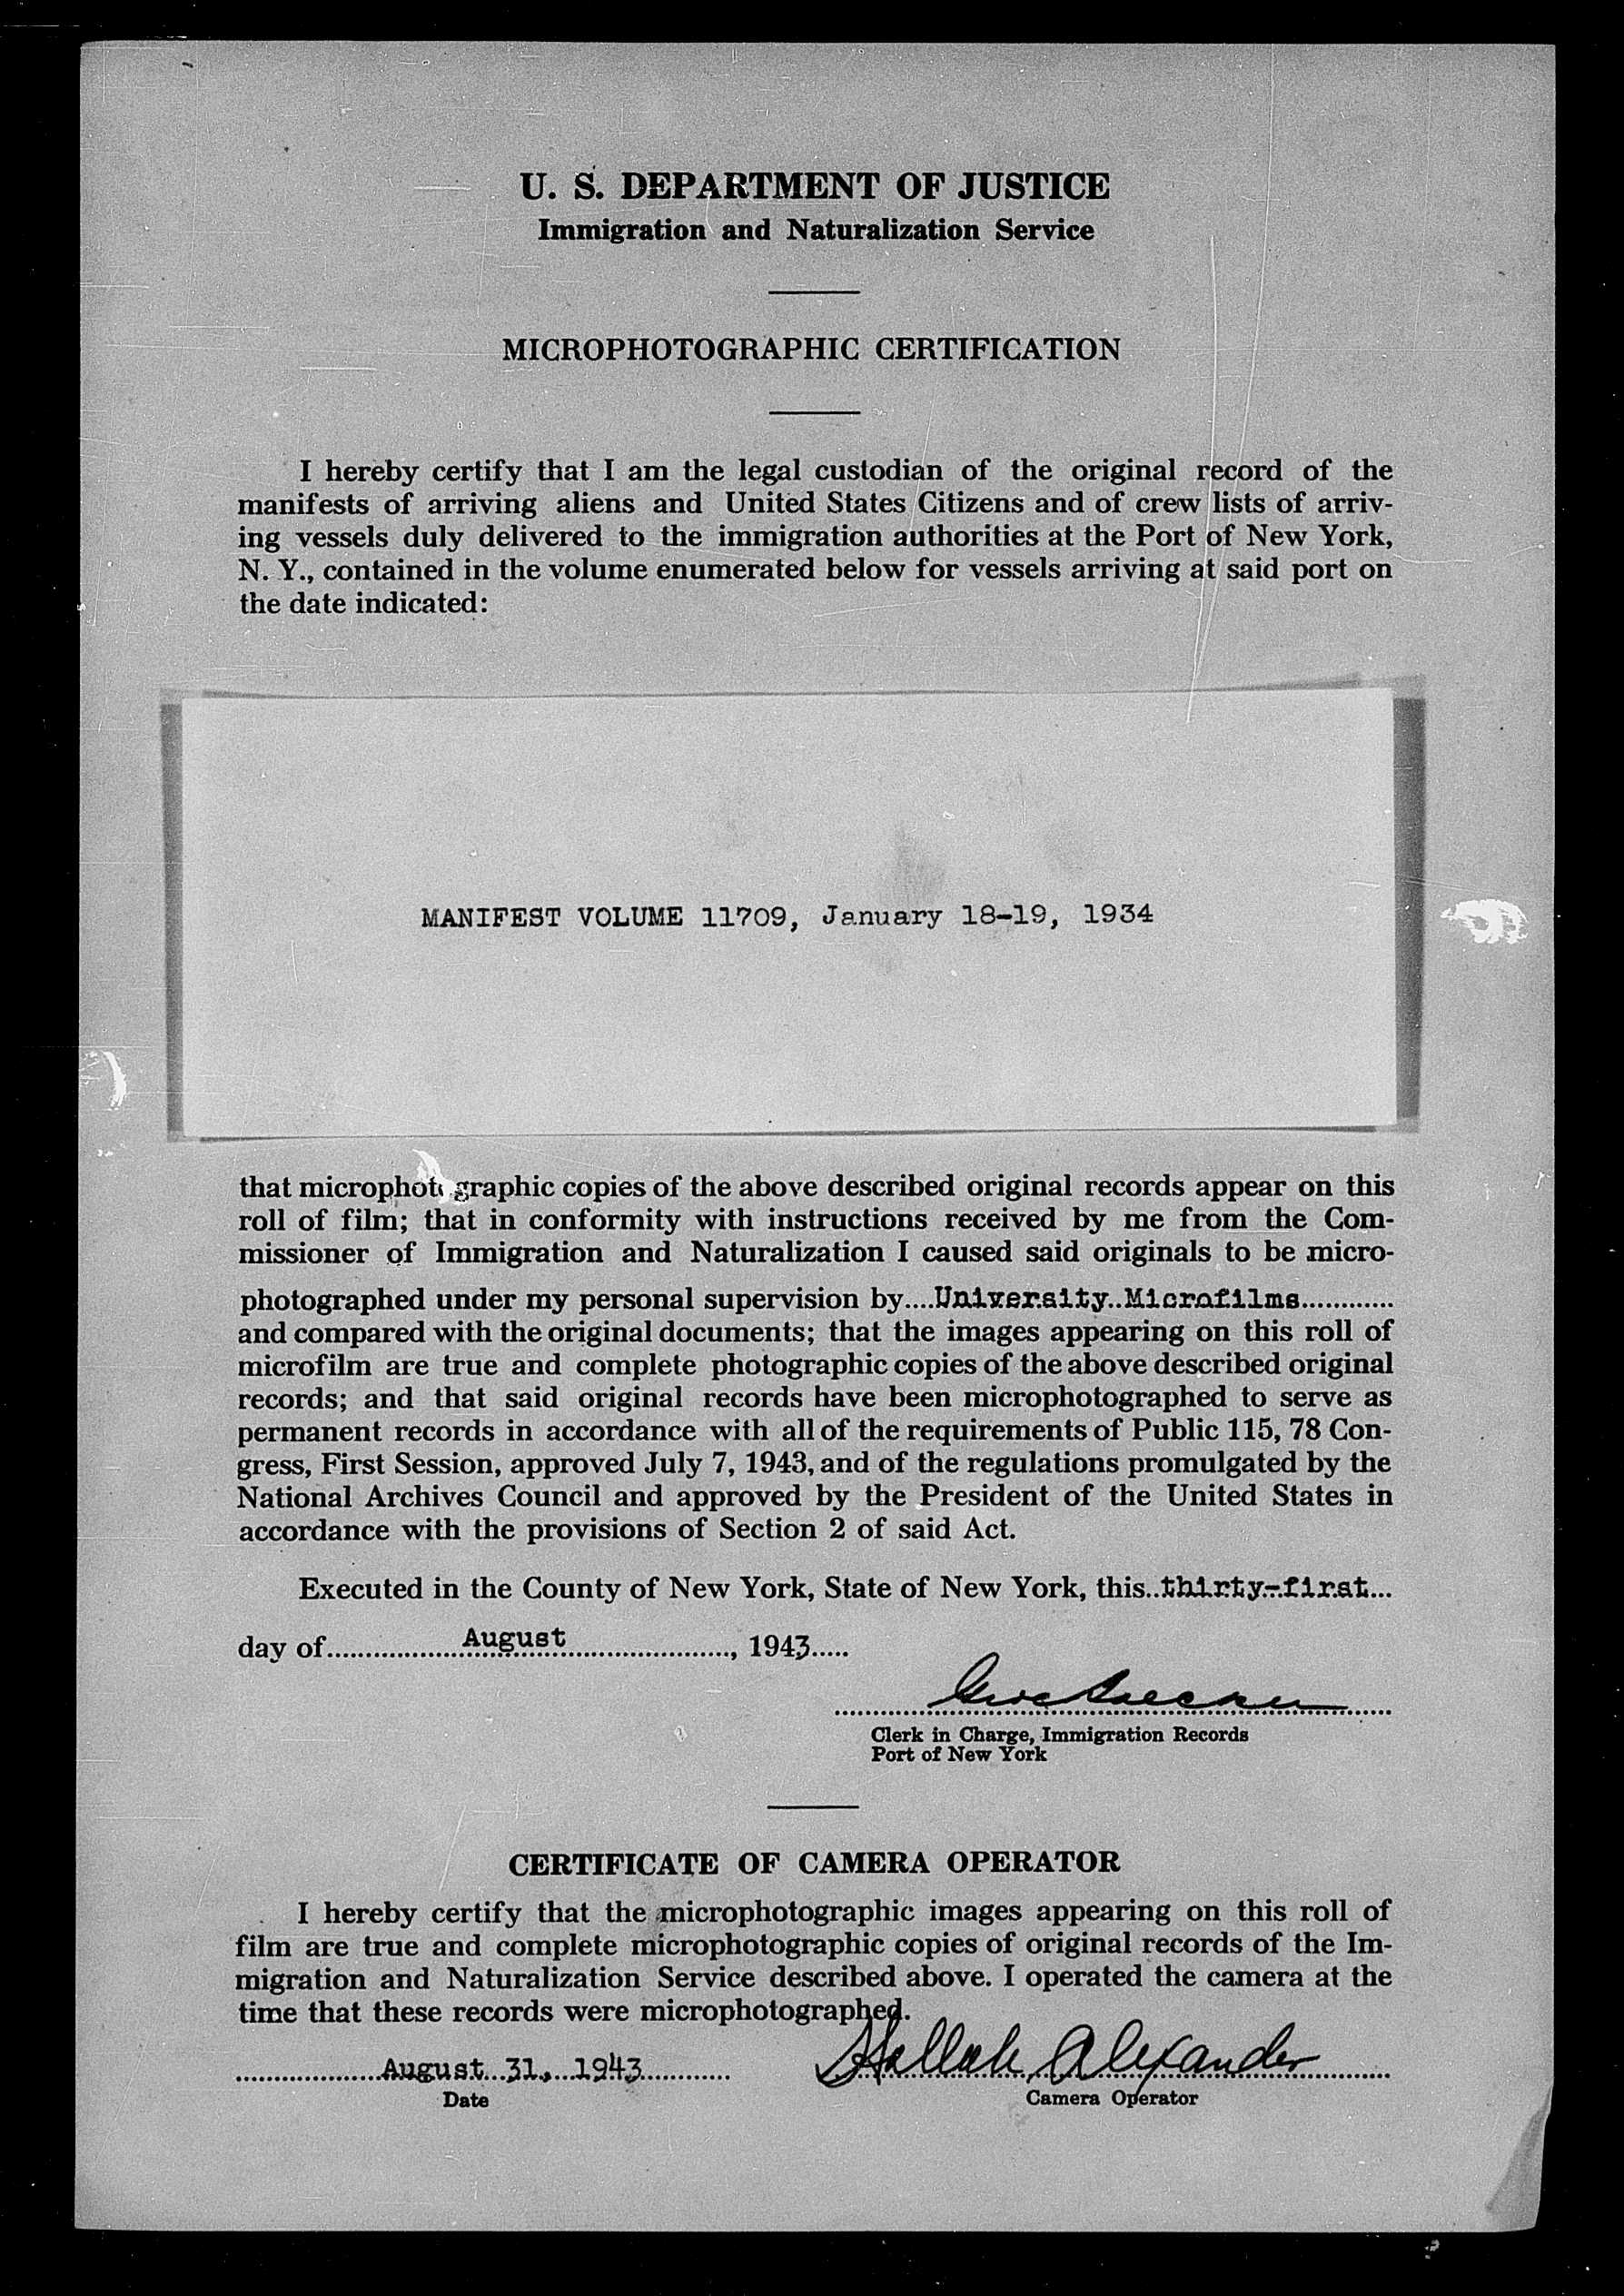 U. S. DEPARTMENT OF JUSTICE
Immigration and Naturalization Service
MICROPHOTOGRAPHIC CERTIFICATION
I hereby certify that I am the legal custodian of the original record of the
manifests of arriving aliens and United States Citizens and of crew lists of arriv-
ing vessels duly delivered to the immigration authorities at the Port of New York,
N. Y., contained in the volume enumerated below for vessels arriving at said port on
the date indicated:
MANIFEST VOLUME 11709, January 18-19, 1934
that microphotographic copies of the above described original records appear on this
roll of film; that in conformity with instructions received by me from the Com-
missioner of Immigration and Naturalization I caused said originals to be micro-
photographed under my personal supervision by....University..Microfilms............
and compared with the original documents; that the images appearing on this roll of
microfilm are true and complete photographic copies of the above described original
records; and that said original records have been microphotographed to serve as
permanent records in accordance with all of the requirements of Public 115, 78 Con-
gress, First Session, approved July 7, 1943, and of the regulations promulgated by the
National Archives Council and approved by the President of the United States in
accordance with the provisions of Section 2 of said Act.
Executed in the County of New York, State of New York, this..thirty-first...
day of.................August....................., 1943.....
Clerk in Charge, Immigration Records
Port of New York
CERTIFICATE OF CAMERA OPERATOR
I hereby certify that the microphotographic images appearing on this roll of
film are true and complete microphotographic copies of original records of the Im-
migration and Naturalization Service described above. I operated the camera at the
time that these records were microphotographed.
...................August...31,...1943............ Alexander
Date Camera Operator